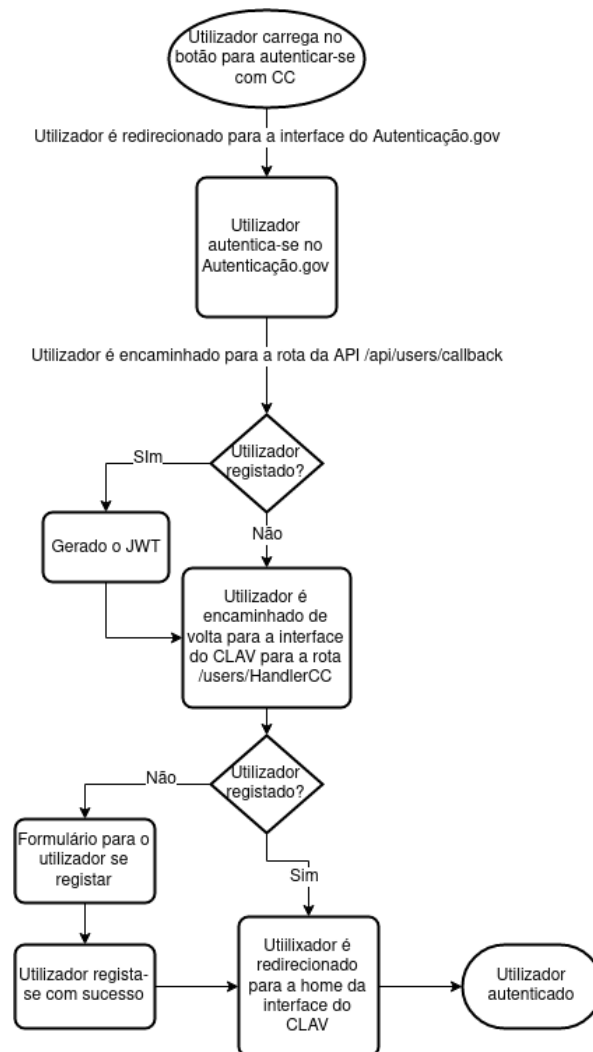 Utilizador carrega no
botão para autenticar-se
com CC
Utilizador é redirecionado para a interface do Autenticação.gov
Utilizador
autentica-se no
Autenticação.gov
Utilizador é encaminhado para a rota da API /api/users/callback
Utilizador
registado?
SIm
Gerado o JWT
Não
Utilizador é
encaminhado de
volta para a interface
do CLAV para a rota
/users/HandlerCC
Utilizador
registado?
Não
Formulário para o
utilizador se
registar
Sim
Utilizador regista-
se com sucesso
Utiilixador é
redirecionado
para a home da
interface do
CLAV
Utilizador
autenticado